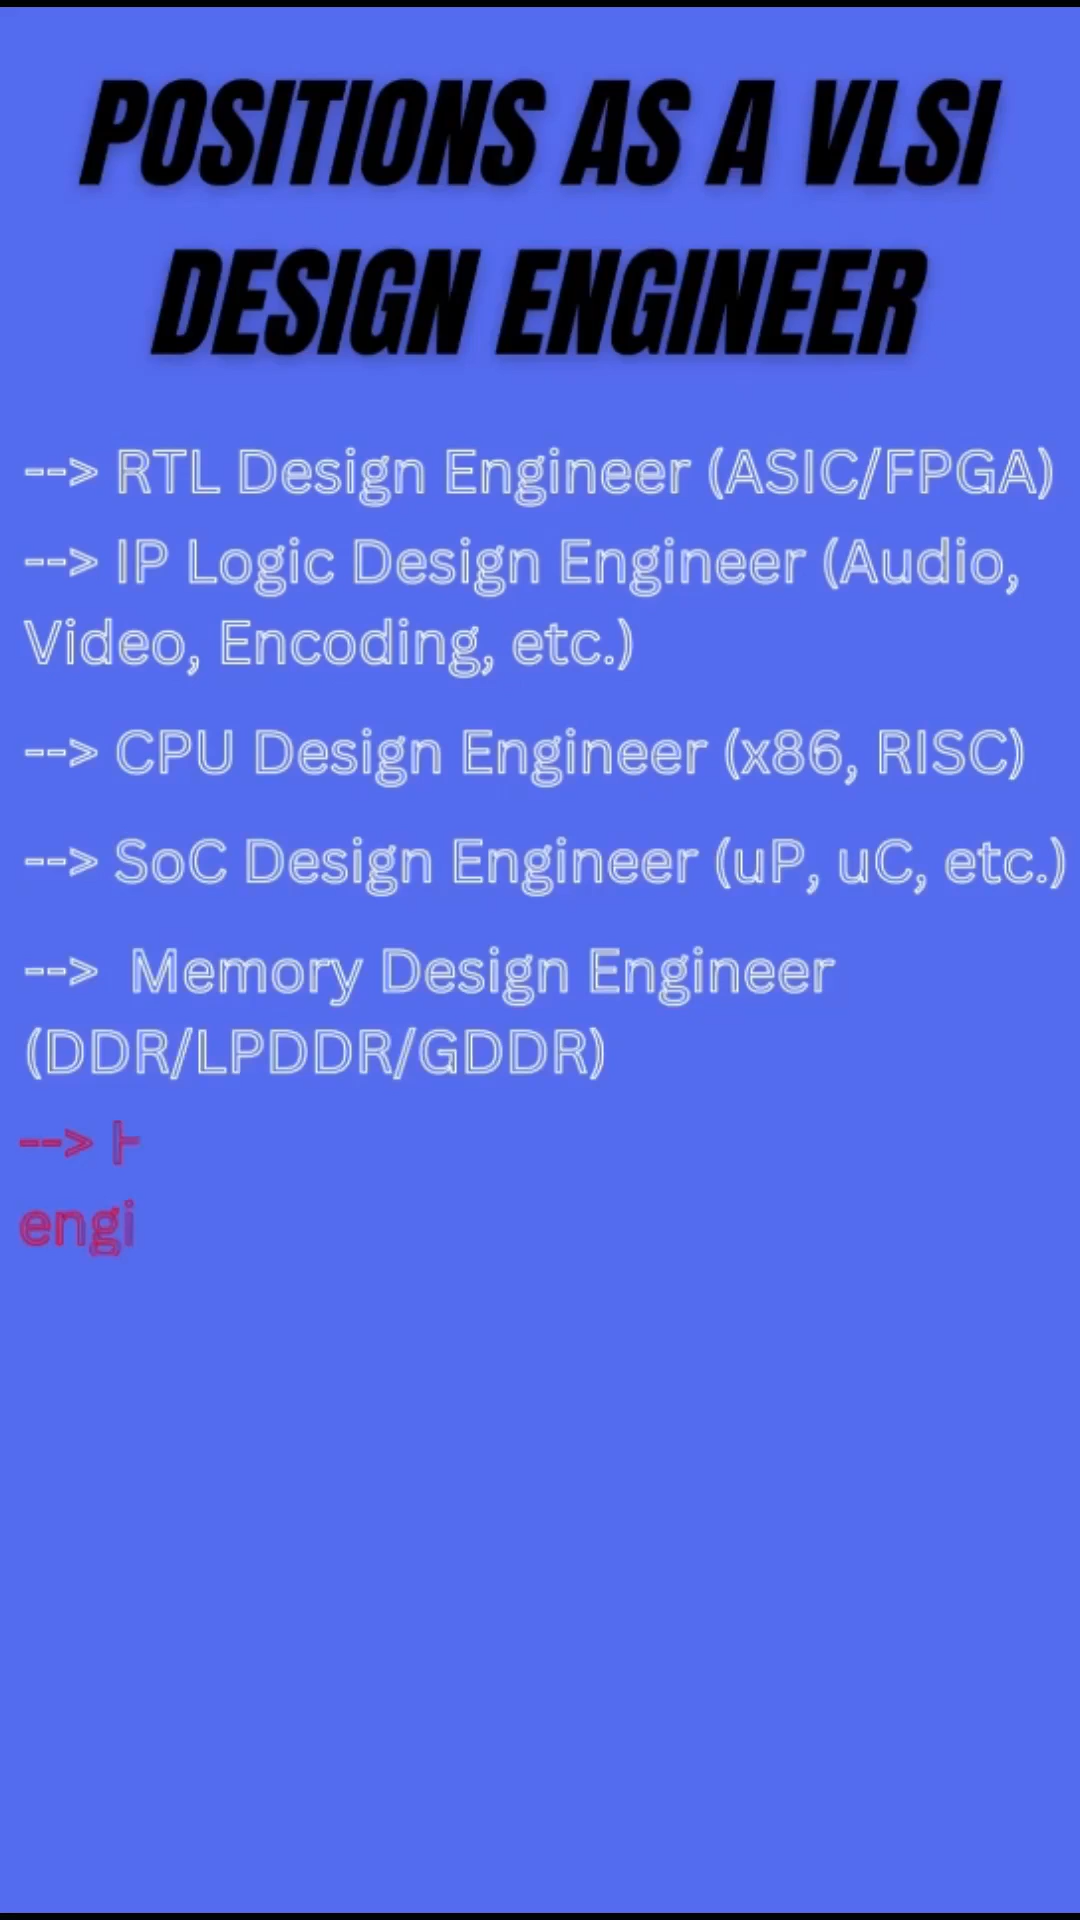 POSITIONS AS A VLSI
DESIGN ENGINEER
--> RTL Design Engineer (ASIC/FPGA)
--> IP Logic Design Engineer (Audio,
Video, Encoding, etc.)
--> CPU Design Engineer (x86, RISC)
--> SoC Design Engineer (uP, uC, etc.)
-->  Memory Design Engineer
(DDR/LPDDR/GDDR)
-->
engi